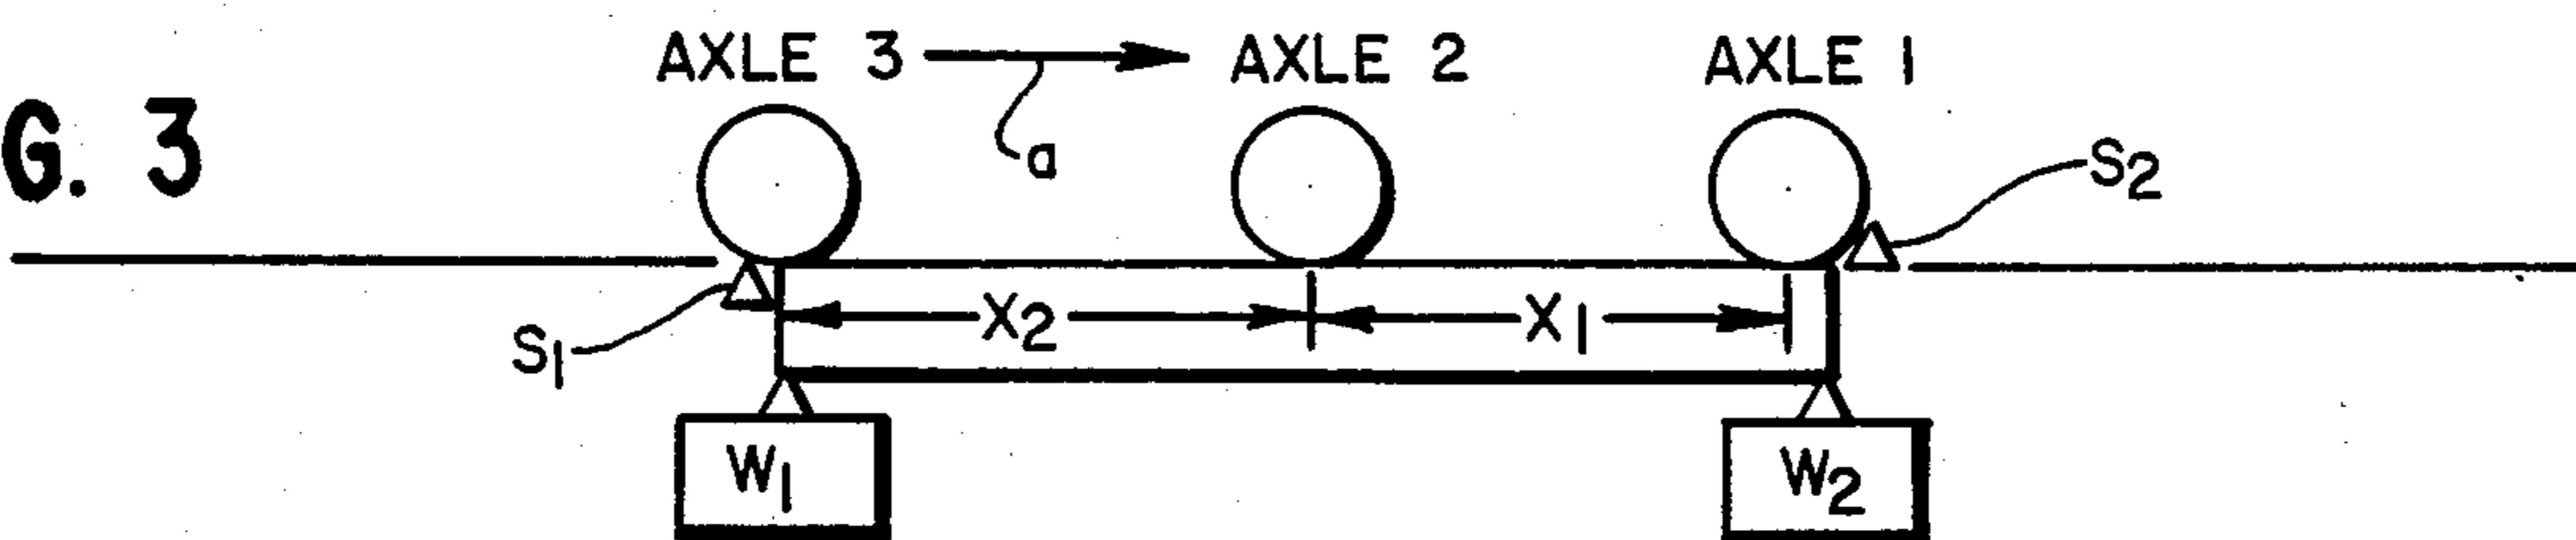 AXLE 3 AXLE 2 AXLE 1
G. 3
a
S2
X2 X1
S1
W1 W2